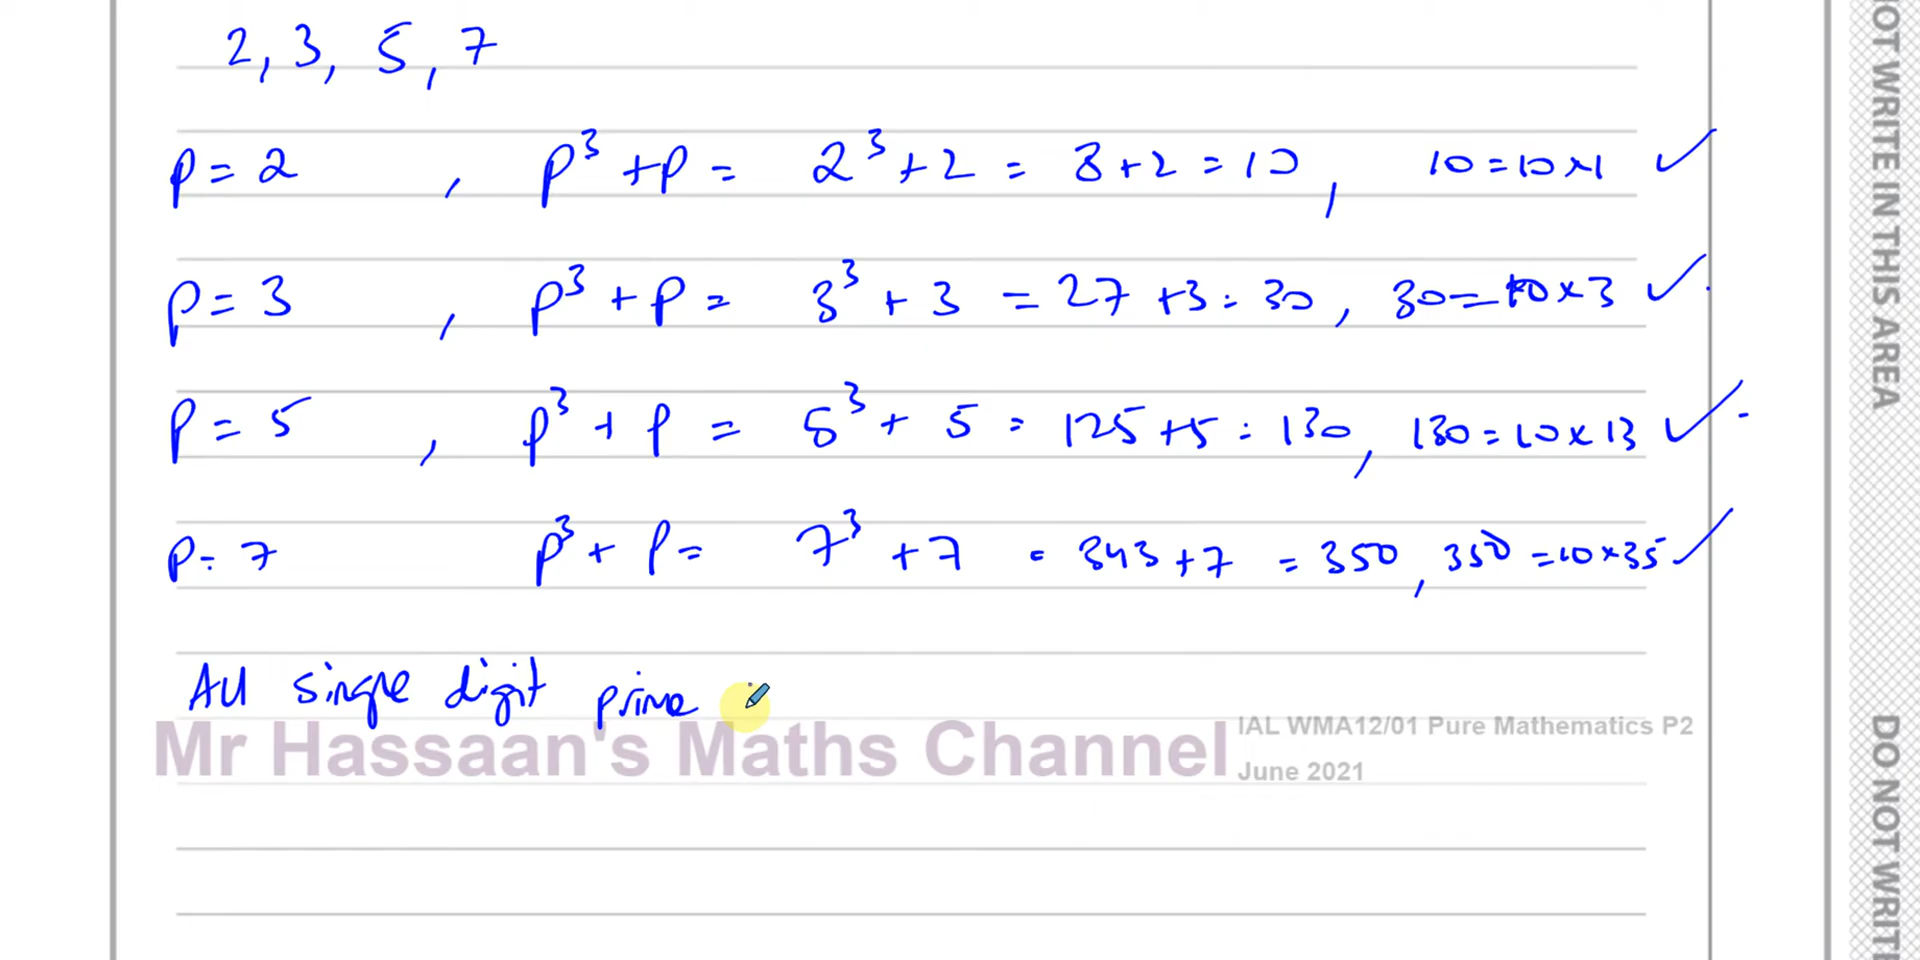 2, 3, 5, 7
p = 2 , p³ + p = 2³ + 2 = 8 + 2 = 10 , 10 = 10 × 1 ✓
p = 3 , p³ + p = 3³ + 3 = 27 + 3 = 30 , 30 = 10 × 3 ✓
p = 5 , p³ + p = 5³ + 5 = 125 + 5 = 130 , 130 = 10 × 13 ✓
p = 7 p³ + p = 7³ + 7 = 343 + 7 = 350 , 350 = 10 × 35 ✓
All single digit prime
Mr Hassaan's Maths Channel
IAL WMA12/01 Pure Mathematics P2
June 2021
NOT WRITE IN THIS AREA
DO NOT WRITE